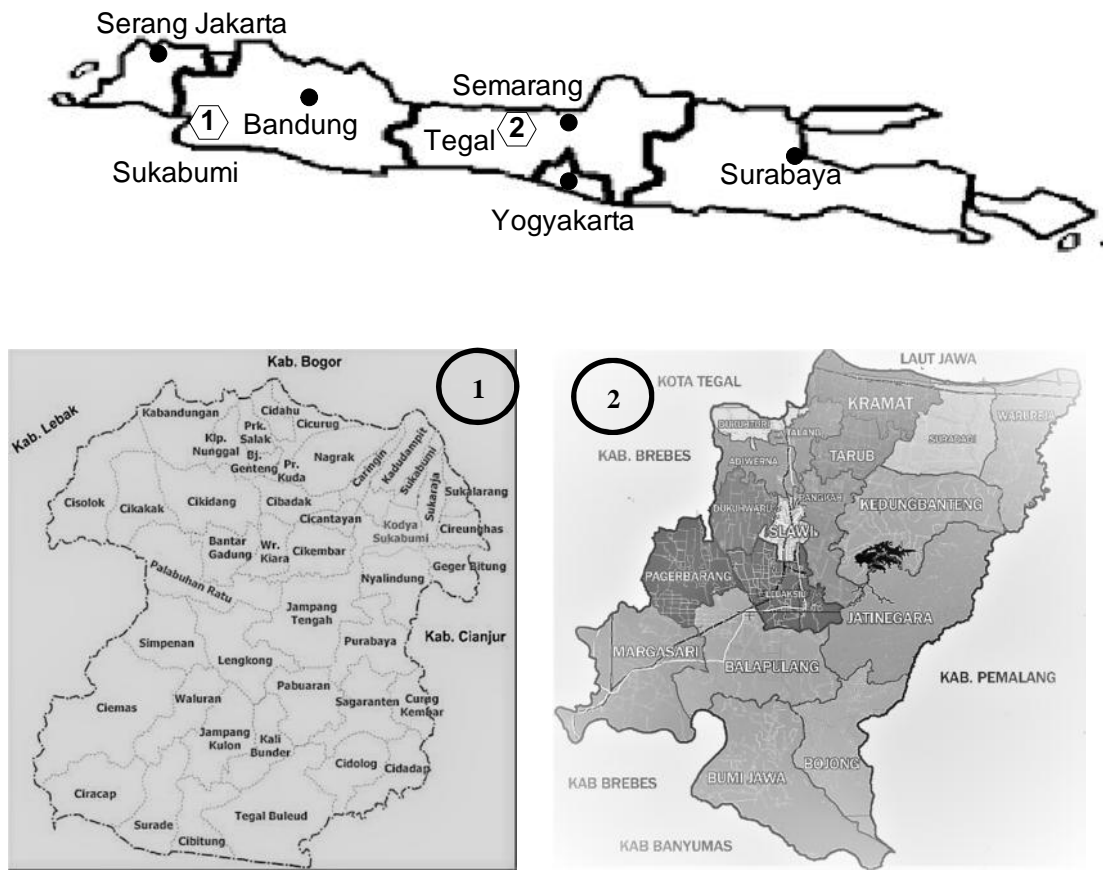 Serang Jakarta
Semarang
1
Bandung
Tegal
2
Sukabumi
Surabaya
Yogyakarta
1
Kab. Bogor
Kab. Lebak
Kabandungan
Cidahu
Cicurug
Prk.
Salak
Klp.
Nunggal
Bj.
Genteng
Pr.
Kuda
Nagrak
Caringin
Kadudampit
Sukabumi
Sukaraja
Sukalarang
Cisolok
Cikakak
Cikidang
Cibadak
Cicantayan
Kodya
Sukabumi
Cireunghas
Bantar
Gadung
Wr.
Kiara
Cikembar
Geger Bitung
Palabuhan Ratu
Nyalindung
Jampang
Tengah
Kab. Cianjur
Simpenan
Purabaya
Lengkong
Pabuaran
Waluran
Sagaranten
Curug
Kembar
Ciemas
Jampang
Kulon
Kali
Bunder
Cidolog
Cidadap
Ciracap
Surade
Cibitung
Tegal Buleud
2
LAUT JAWA
KOTA TEGAL
KRAMAT
WARUREJA
DUKUHTURI
TALANG
SURADADI
KAB. BREBES
ADIWERNA
TARUB
PANGKAH
KEDUNGBANTENG
DUKUHWARU
SLAWI
PAGERBARANG
LEBAKSIU
JATINEGARA
MARGASARI
BALAPULANG
KAB. PEMALANG
BOJONG
KAB BREBES
BUMI JAWA
KAB BANYUMAS